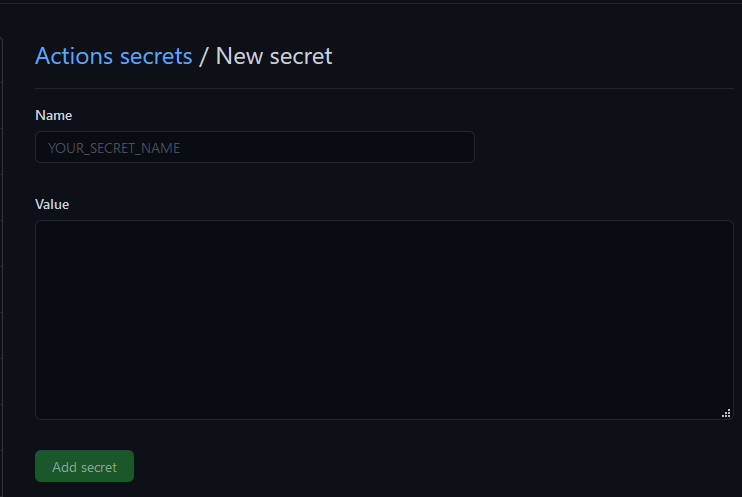 Actions secrets / New secret
Name
YOUR_SECRET_NAME
Value
Add secret